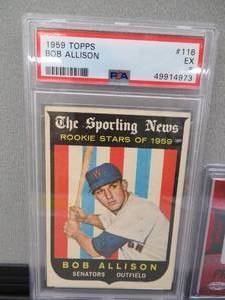 1959 TOPPS #116
BOB ALLISON EX
PSA 5
49914973
The Sporting News
ROOKIE STARS OF 1959
W
BOB ALLISON
SENATORS OUTFIELD